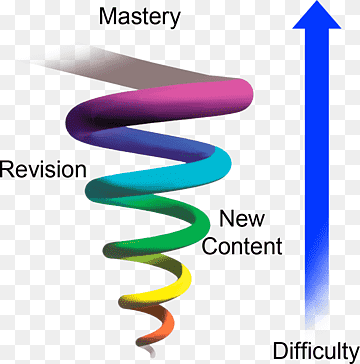 Mastery
Revision
New
Content
Difficulty